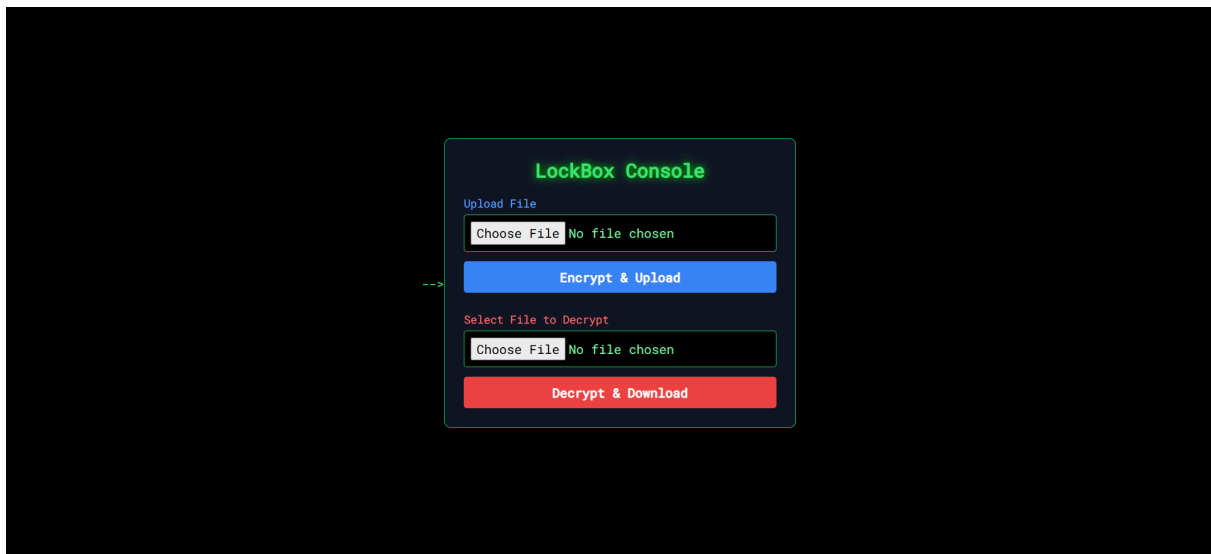 LockBox Console
Upload File
Choose File No file chosen
Encrypt & Upload
-->
Select File to Decrypt
Choose File No file chosen
Decrypt & Download